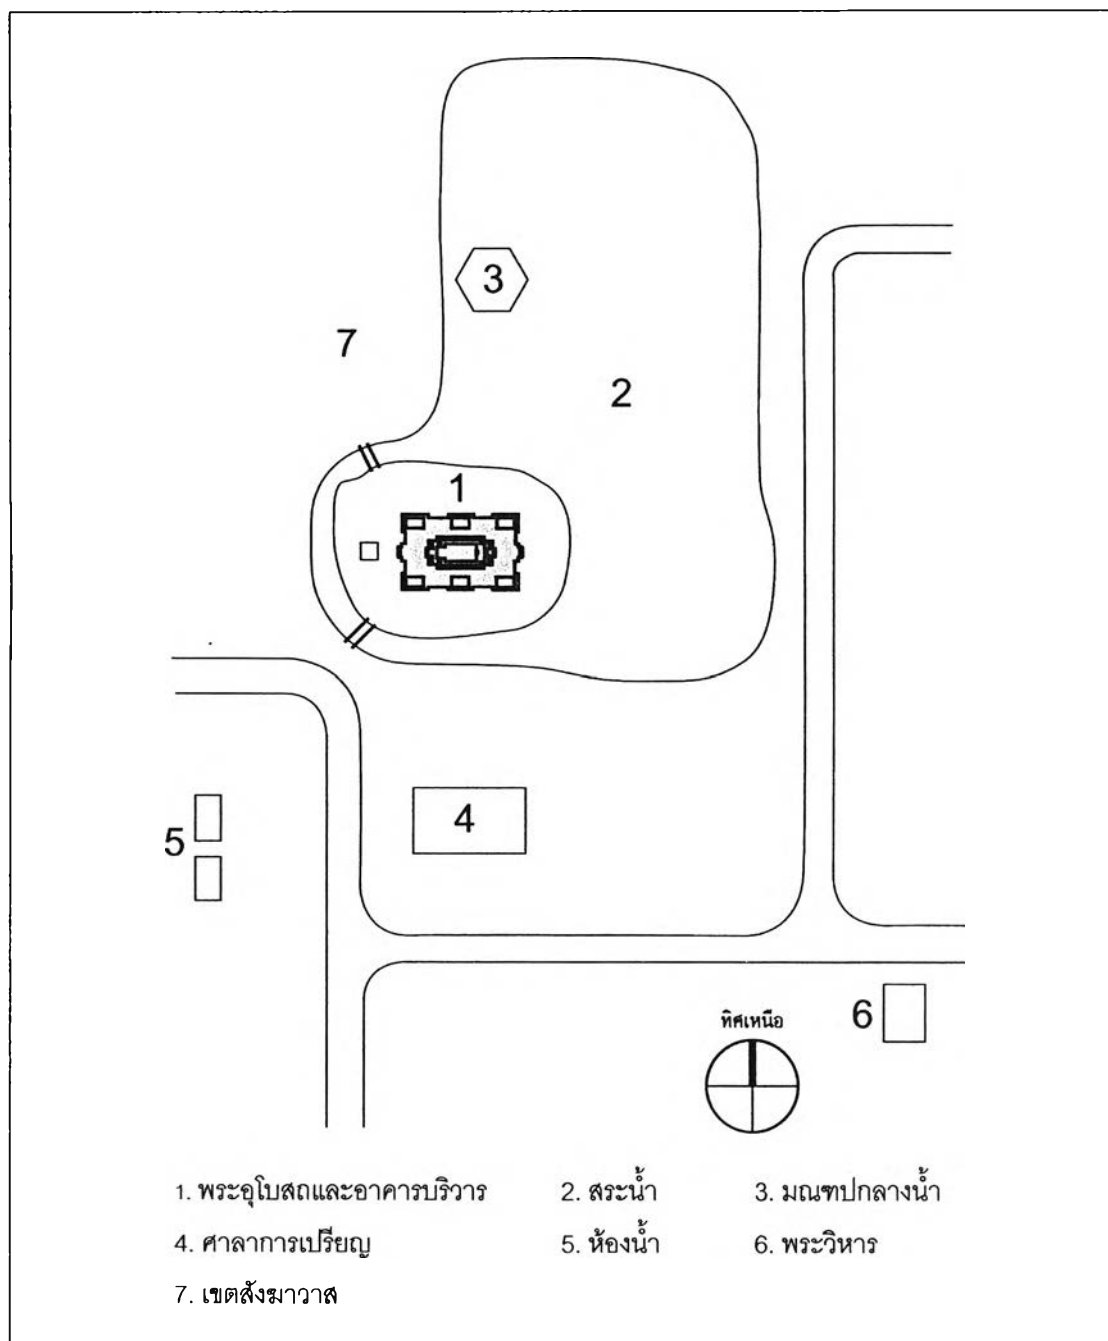 3
7
2
1
4
5
6
ทิศเหนือ
1. พระอุโบสถและอาคารบริวาร 2. สระน้ำ 3. มณฑปกลางน้ำ
4. ศาลาการเปรียญ 5. ห้องน้ำ 6. พระวิหาร
7. เขตสังฆาวาส